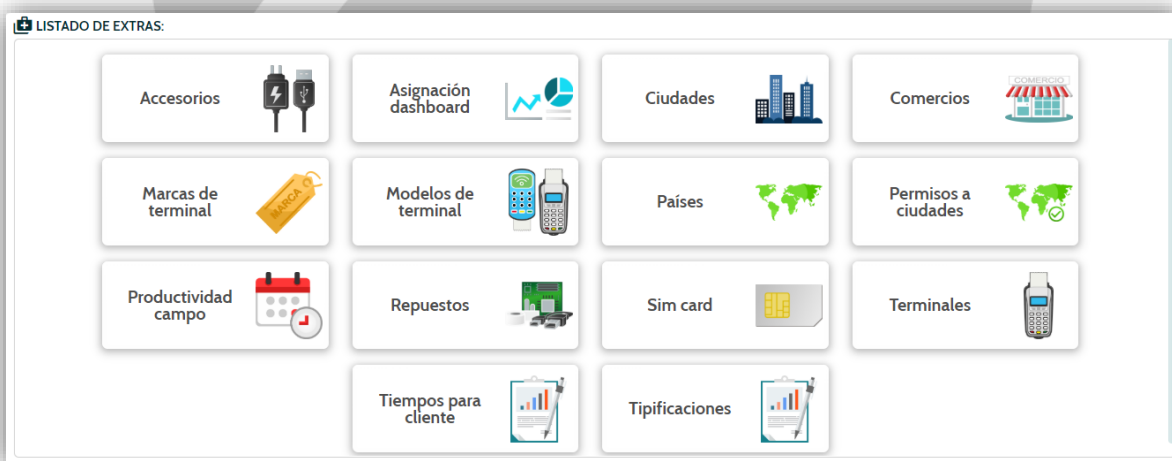 LISTADO DE EXTRAS:
Accesorios
Asignación
dashboard
Ciudades
Comercios
COMERCIO
Marcas de
terminal
MARCA
Modelos de
terminal
Países
Permisos a
ciudades
Productividad
campo
Repuestos
Sim card
Terminales
Tiempos para
cliente
Tipificaciones